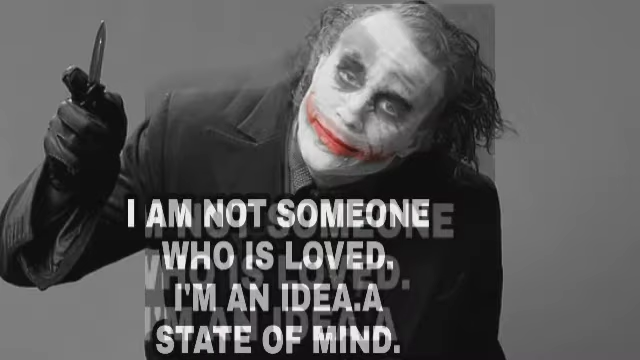 I AM NOT SOMEONE
WHO IS LOVED.
I'M AN IDEA.A
STATE OF MIND.